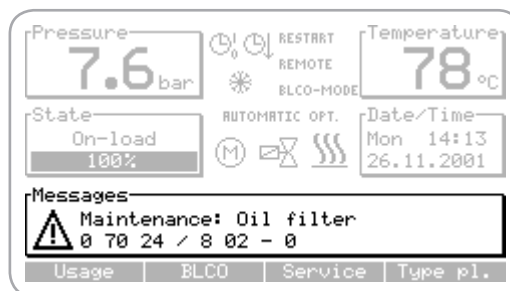 Pressure
7.6 bar
RESTART
REMOTE
BLCO-MODE
Temperature
78 °C
State
On-load
100%
AUTOMATIC OPT.
M
Date/Time
Mon 14:13
26.11.2001
Messages
Maintenance: Oil filter
0 70 24 / 8 02 - 0
Usage BLCO Service Type pl.